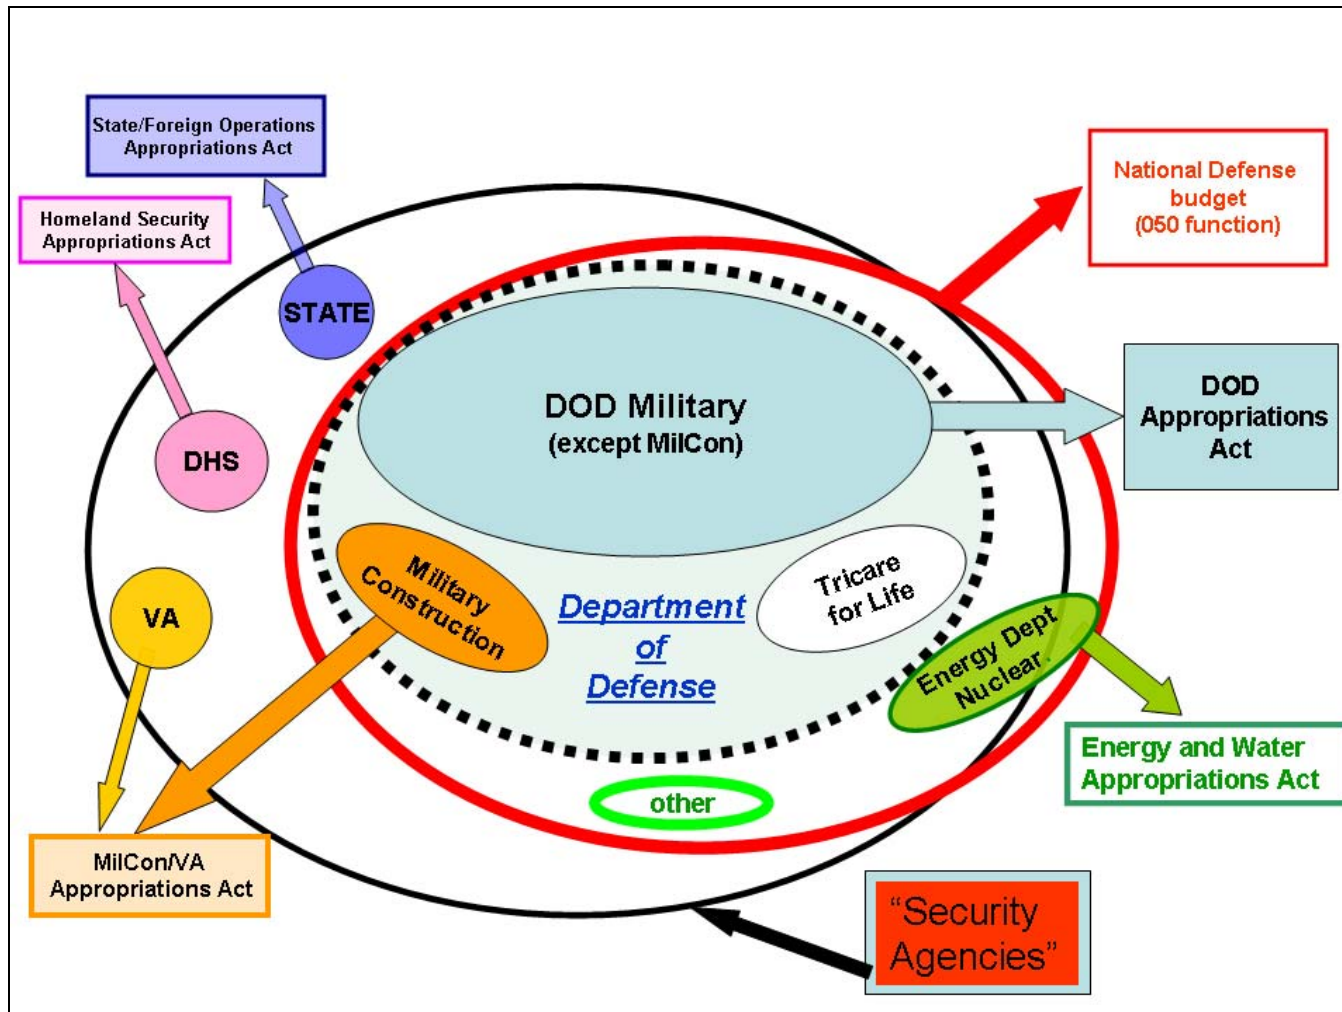 State/Foreign Operations
Appropriations Act
Homeland Security
Appropriations Act
National Defense
budget
(050 function)
STATE
DOD Military
(except MilCon)
DOD
Appropriations
Act
DHS
Military
Construction
Tricare
for Life
Department
of
Defense
VA
Energy Dept
Nuclear
Energy and Water
Appropriations Act
other
MilCon/VA
Appropriations Act
“Security
Agencies”